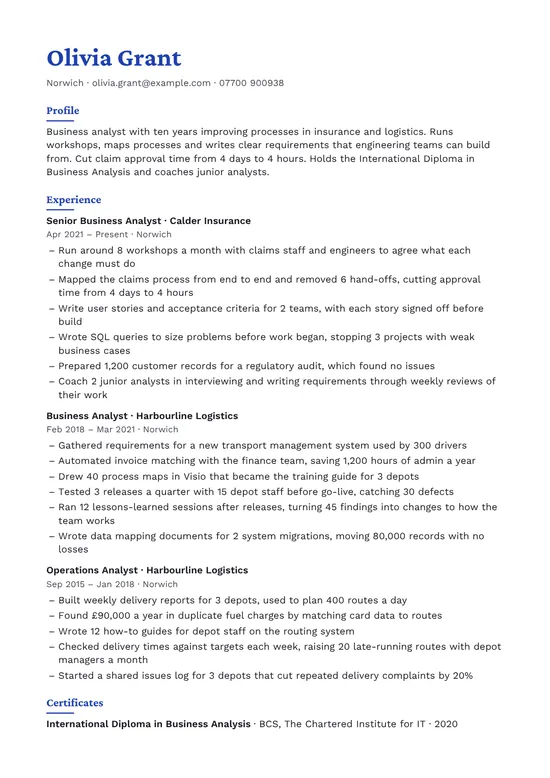 Olivia Grant
Norwich · olivia.grant@example.com · 07700 900938
Profile
Business analyst with ten years improving processes in insurance and logistics. Runs
workshops, maps processes and writes clear requirements that engineering teams can build
from. Cut claim approval time from 4 days to 4 hours. Holds the International Diploma in
Business Analysis and coaches junior analysts.
Experience
Senior Business Analyst · Calder Insurance
Apr 2021 – Present · Norwich
– Run around 8 workshops a month with claims staff and engineers to agree what each
change must do
– Mapped the claims process from end to end and removed 6 hand-offs, cutting approval
time from 4 days to 4 hours
– Write user stories and acceptance criteria for 2 teams, with each story signed off before
build
– Wrote SQL queries to size problems before work began, stopping 3 projects with weak
business cases
– Prepared 1,200 customer records for a regulatory audit, which found no issues
– Coach 2 junior analysts in interviewing and writing requirements through weekly reviews of
their work
Business Analyst · Harbourline Logistics
Feb 2018 – Mar 2021 · Norwich
– Gathered requirements for a new transport management system used by 300 drivers
– Automated invoice matching with the finance team, saving 1,200 hours of admin a year
– Drew 40 process maps in Visio that became the training guide for 3 depots
– Tested 3 releases a quarter with 15 depot staff before go-live, catching 30 defects
– Ran 12 lessons-learned sessions after releases, turning 45 findings into changes to how the
team works
– Wrote data mapping documents for 2 system migrations, moving 80,000 records with no
losses
Operations Analyst · Harbourline Logistics
Sep 2015 – Jan 2018 · Norwich
– Built weekly delivery reports for 3 depots, used to plan 400 routes a day
– Found £90,000 a year in duplicate fuel charges by matching card data to routes
– Wrote 12 how-to guides for depot staff on the routing system
– Checked delivery times against targets each week, raising 20 late-running routes with depot
managers a month
– Started a shared issues log for 3 depots that cut repeated delivery complaints by 20%
Certificates
International Diploma in Business Analysis · BCS, The Chartered Institute for IT · 2020